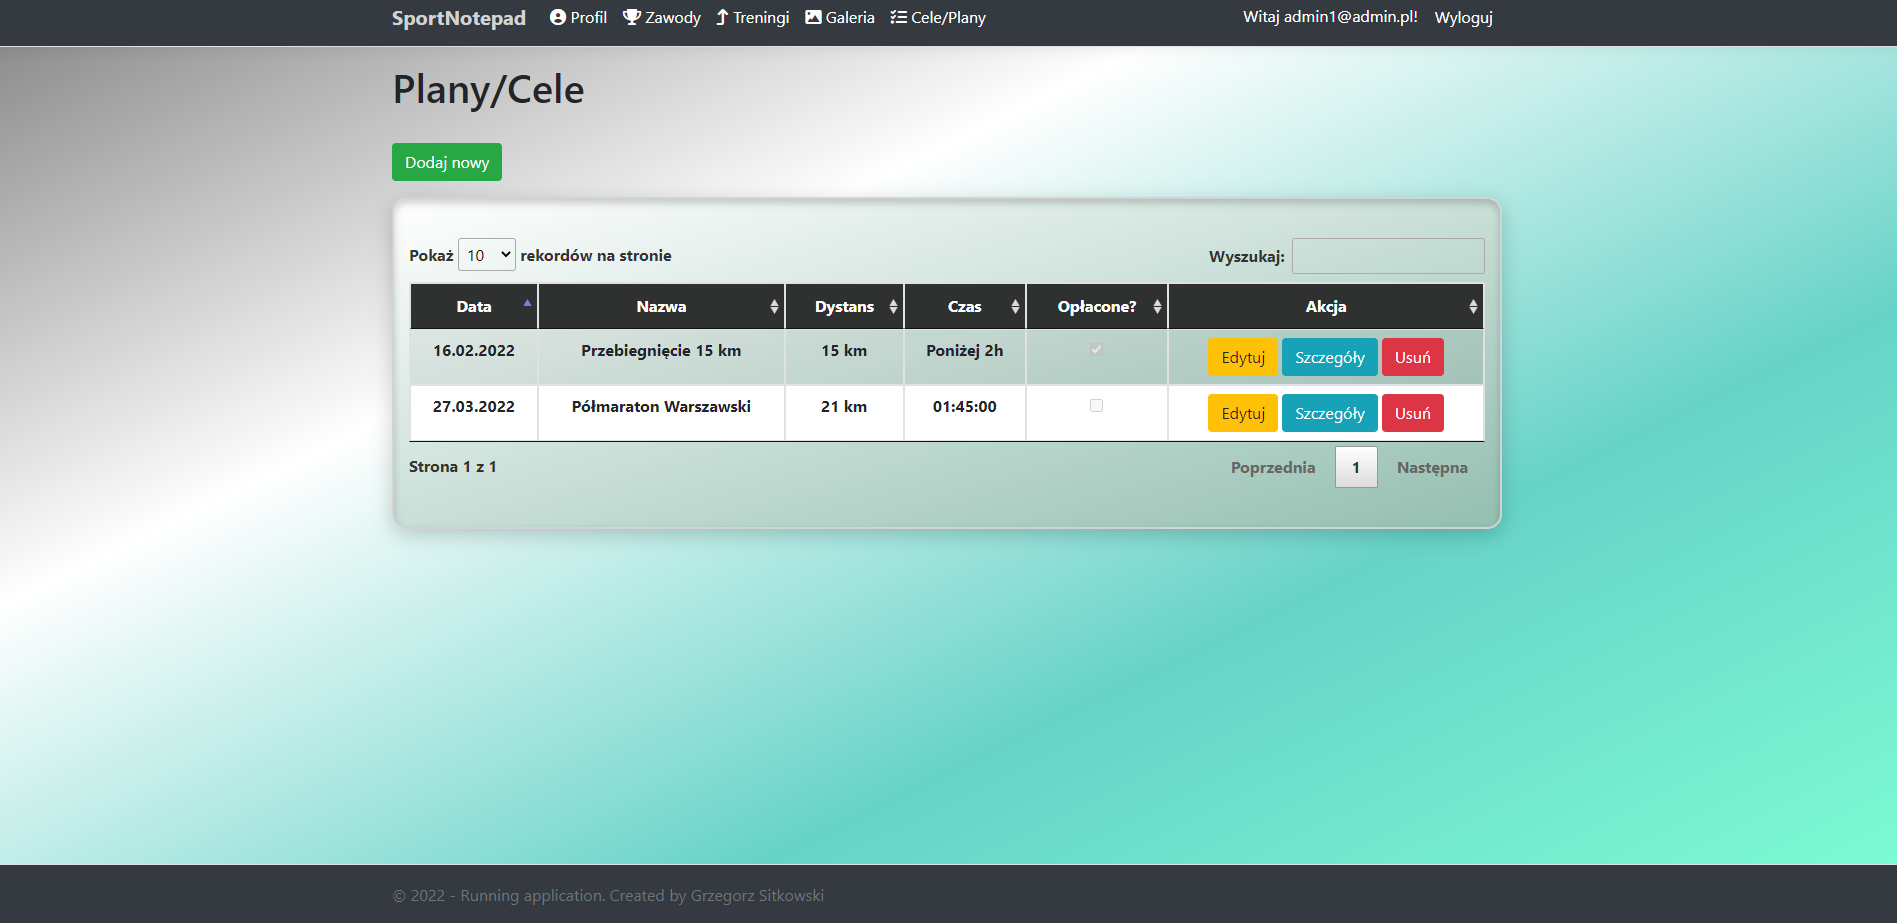 SportNotepad Profil Zawody Treningi Galeria Cele/Plany Witaj admin1@admin.pl! Wyloguj
Plany/Cele
Dodaj nowy
Pokaż 10 rekordów na stronie Wyszukaj:
Data Nazwa Dystans Czas Opłacone? Akcja
16.02.2022 Przebiegnięcie 15 km 15 km Poniżej 2h Edytuj Szczegóły Usuń
27.03.2022 Półmaraton Warszawski 21 km 01:45:00 Edytuj Szczegóły Usuń
Strona 1 z 1 Poprzednia 1 Następna
© 2022 - Running application. Created by Grzegorz Sitkowski